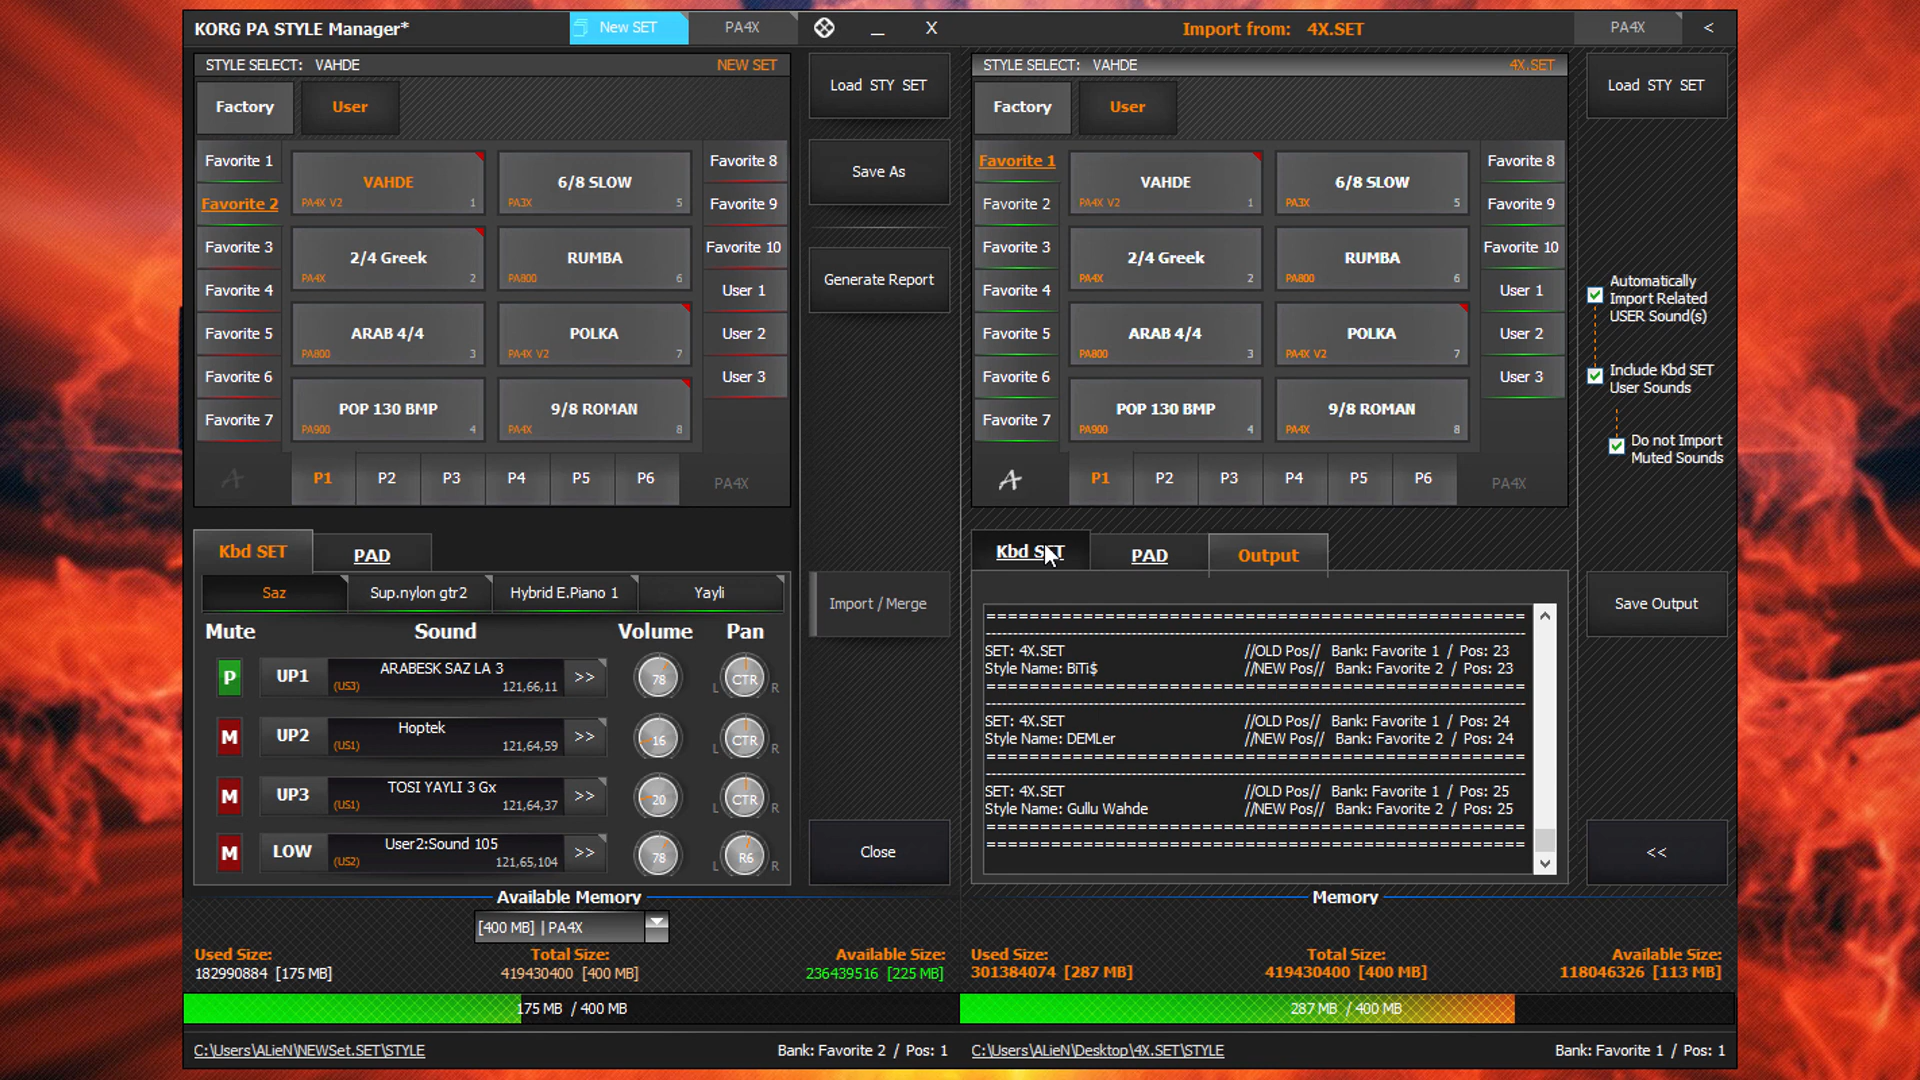 KORG PA STYLE Manager*
New SET
PA4X
X
Import from: 4X.SET
PA4X
<
STYLE SELECT: VAHDE
NEW SET
Factory
User
Favorite 1
Favorite 2
Favorite 3
Favorite 4
Favorite 5
Favorite 6
Favorite 7
VAHDE
PA4X V2
1
6/8 SLOW
PA3X
5
2/4 Greek
PA4X
2
RUMBA
PA800
6
ARAB 4/4
PA800
3
POLKA
PA4X V2
7
POP 130 BMP
PA900
4
9/8 ROMAN
PA4X
8
Favorite 8
Favorite 9
Favorite 10
User 1
User 2
User 3
P1
P2
P3
P4
P5
P6
PA4X
Load STY SET
Save As
Generate Report
Import / Merge
Close
Kbd SET
PAD
Saz
Sup.nylon gtr2
Hybrid E.Piano 1
Yayli
Mute
Sound
Volume
Pan
P
UP1
ARABESK SAZ LA 3
(US3)
121,66,11
>>
78
L
CTR
R
M
UP2
Hoptek
(US1)
121,64,59
>>
16
L
CTR
R
M
UP3
TOSI YAYLI 3 Gx
(US1)
121,64,37
>>
20
L
CTR
R
M
LOW
User2:Sound 105
(US2)
121,65,104
>>
78
L
R6
R
Available Memory
[400 MB] | PA4X
Used Size:
Total Size:
Available Size:
182990884 [175 MB]
419430400 [400 MB]
236439516 [225 MB]
175 MB / 400 MB
C:\Users\ALieN\NEWSet.SET\STYLE
Bank: Favorite 2 / Pos: 1
STYLE SELECT: VAHDE
4X.SET
Factory
User
Favorite 1
Favorite 2
Favorite 3
Favorite 4
Favorite 5
Favorite 6
Favorite 7
VAHDE
PA4X V2
1
6/8 SLOW
PA3X
5
2/4 Greek
PA4X
2
RUMBA
PA800
6
ARAB 4/4
PA800
3
POLKA
PA4X V2
7
POP 130 BMP
PA900
4
9/8 ROMAN
PA4X
8
Favorite 8
Favorite 9
Favorite 10
User 1
User 2
User 3
P1
P2
P3
P4
P5
P6
PA4X
Load STY SET
Automatically
Import Related
USER Sound(s)
Include Kbd SET
User Sounds
Do not Import
Muted Sounds
Save Output
<<
Kbd SET
PAD
Output
==================================================
--------------------------------------------------
SET: 4X.SET //OLD Pos// Bank: Favorite 1 / Pos: 23
Style Name: BiTi$ //NEW Pos// Bank: Favorite 2 / Pos: 23
==================================================
--------------------------------------------------
SET: 4X.SET //OLD Pos// Bank: Favorite 1 / Pos: 24
Style Name: DEMLer //NEW Pos// Bank: Favorite 2 / Pos: 24
==================================================
--------------------------------------------------
SET: 4X.SET //OLD Pos// Bank: Favorite 1 / Pos: 25
Style Name: Gullu Wahde //NEW Pos// Bank: Favorite 2 / Pos: 25
==================================================
==================================================
Memory
Used Size:
Total Size:
Available Size:
301384074 [287 MB]
419430400 [400 MB]
118046326 [113 MB]
287 MB / 400 MB
C:\Users\ALieN\Desktop\4X.SET\STYLE
Bank: Favorite 1 / Pos: 1